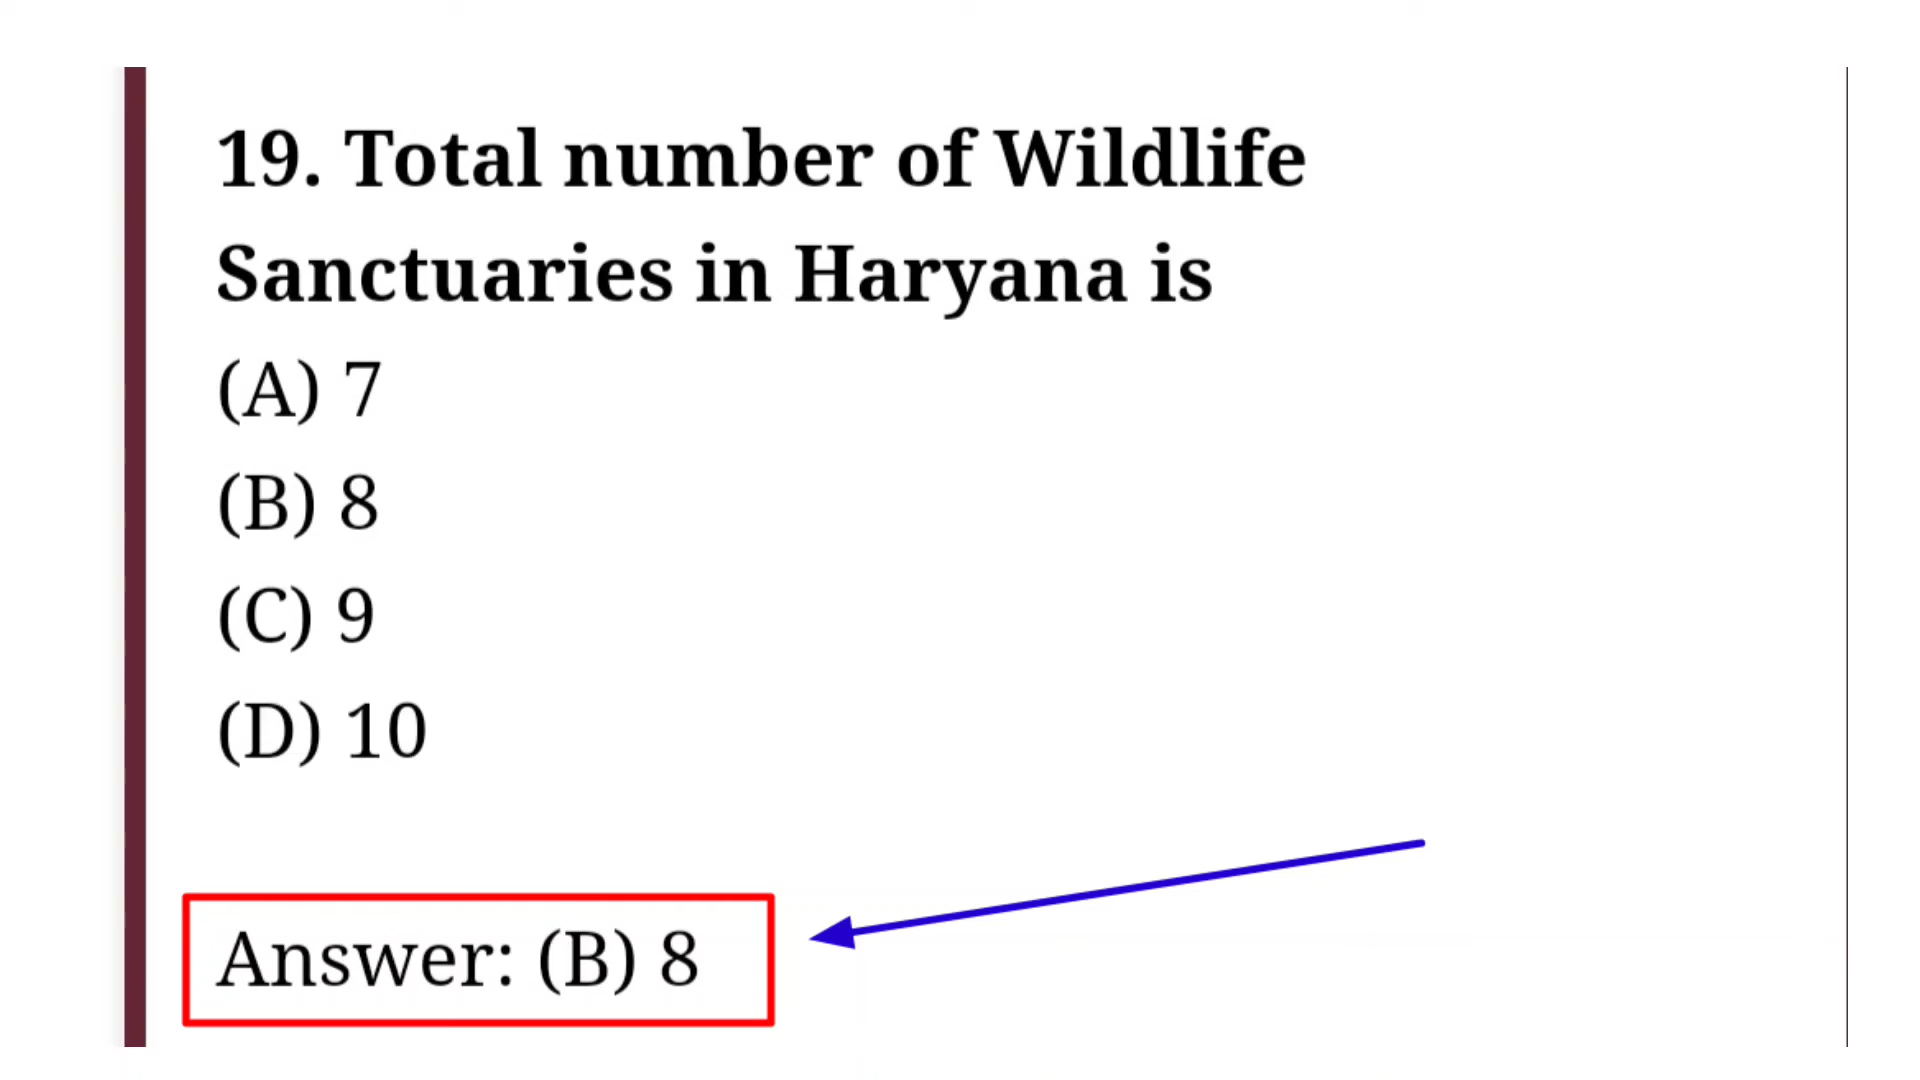 19. Total number of Wildlife
Sanctuaries in Haryana is
(A) 7
(B) 8
(C) 9
(D) 10
Answer: (B) 8